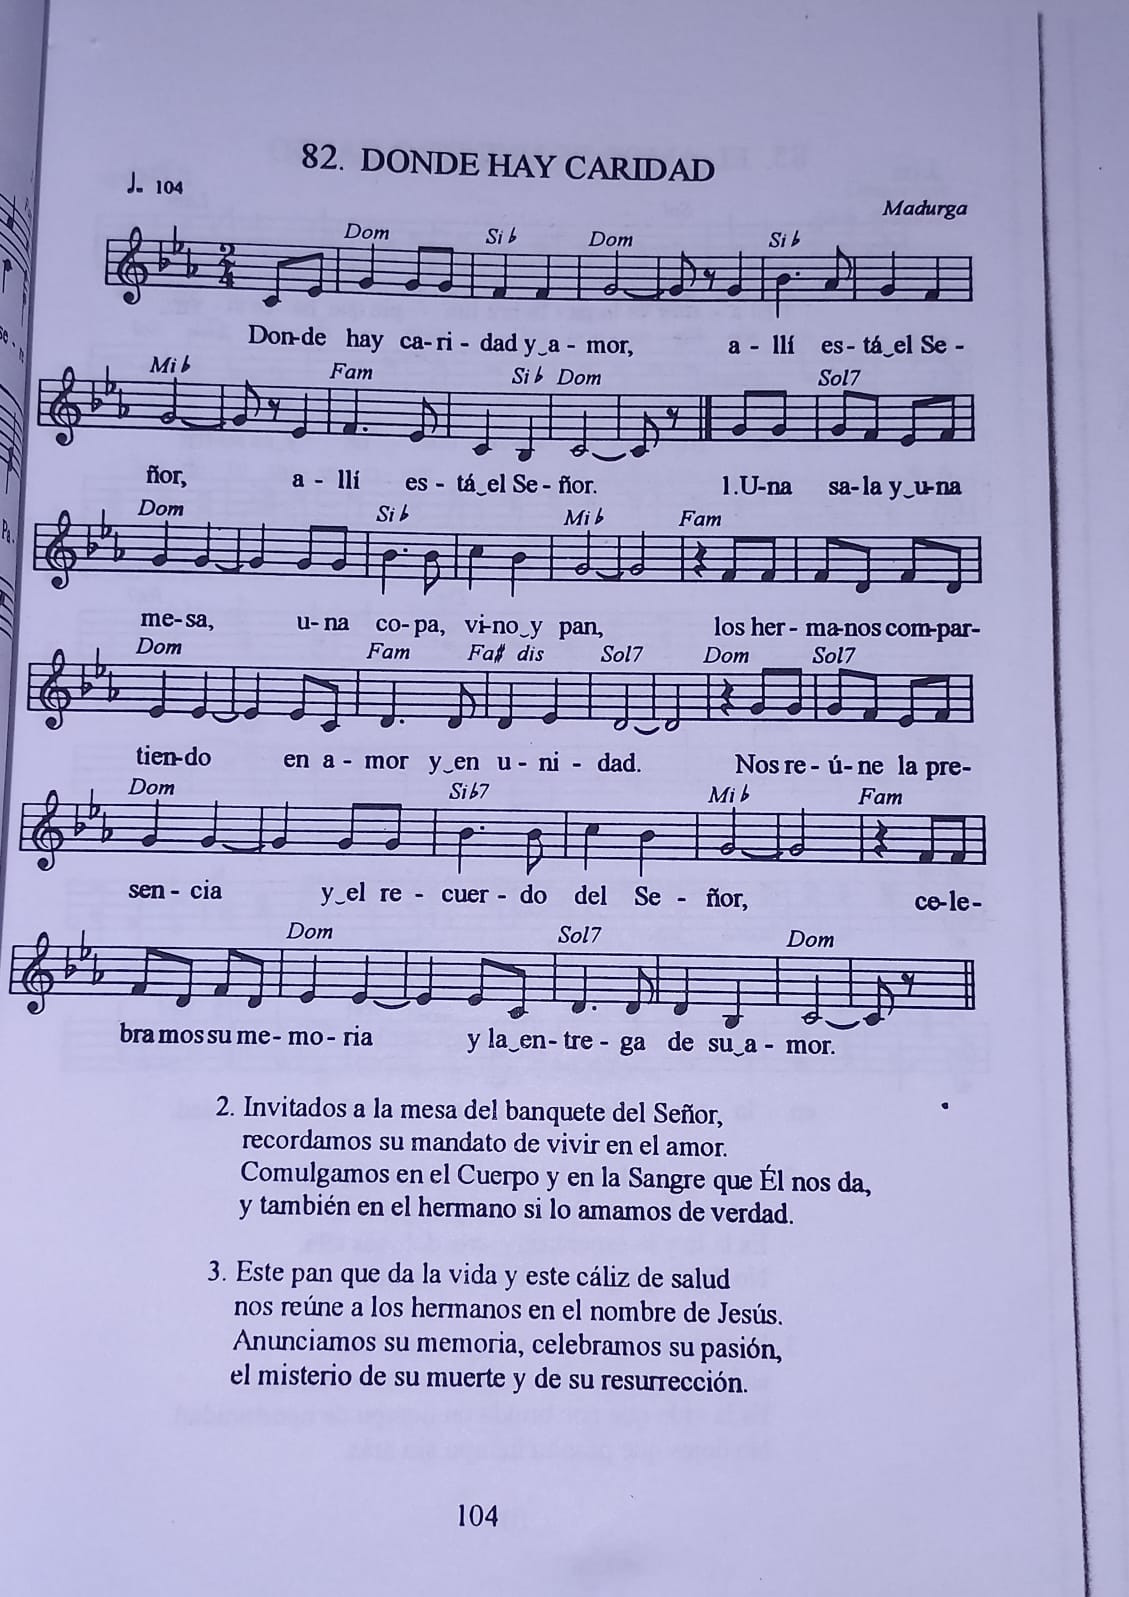 82. DONDE HAY CARIDAD
104
Madurga
Dom Si♭ Dom Si♭
Don-de hay ca-ri-dad y‿a-mor, a-llí es-tá‿el Se-
Mi♭ Fam Si♭ Dom Sol7
ñor, a-llí es-tá‿el Se-ñor. 1.U-na sa-la y‿u-na
Dom Si♭ Mi♭ Fam
me-sa, u-na co-pa, vi-no‿y pan, los her-ma-nos com-par-
Dom Fam Fa# dis Sol7 Dom Sol7
tien-do en a-mor y‿en u-ni-dad. Nos re-ú-ne la pre-
Dom Si♭7 Mi♭ Fam
sen-cia y‿el re-cuer-do del Se-ñor, ce-le-
Dom Sol7 Dom
bra mos su me-mo-ria y la‿en-tre-ga de su‿a-mor.
2. Invitados a la mesa del banquete del Señor,
recordamos su mandato de vivir en el amor.
Comulgamos en el Cuerpo y en la Sangre que Él nos da,
y también en el hermano si lo amamos de verdad.
3. Este pan que da la vida y este cáliz de salud
nos reúne a los hermanos en el nombre de Jesús.
Anunciamos su memoria, celebramos su pasión,
el misterio de su muerte y de su resurrección.
104